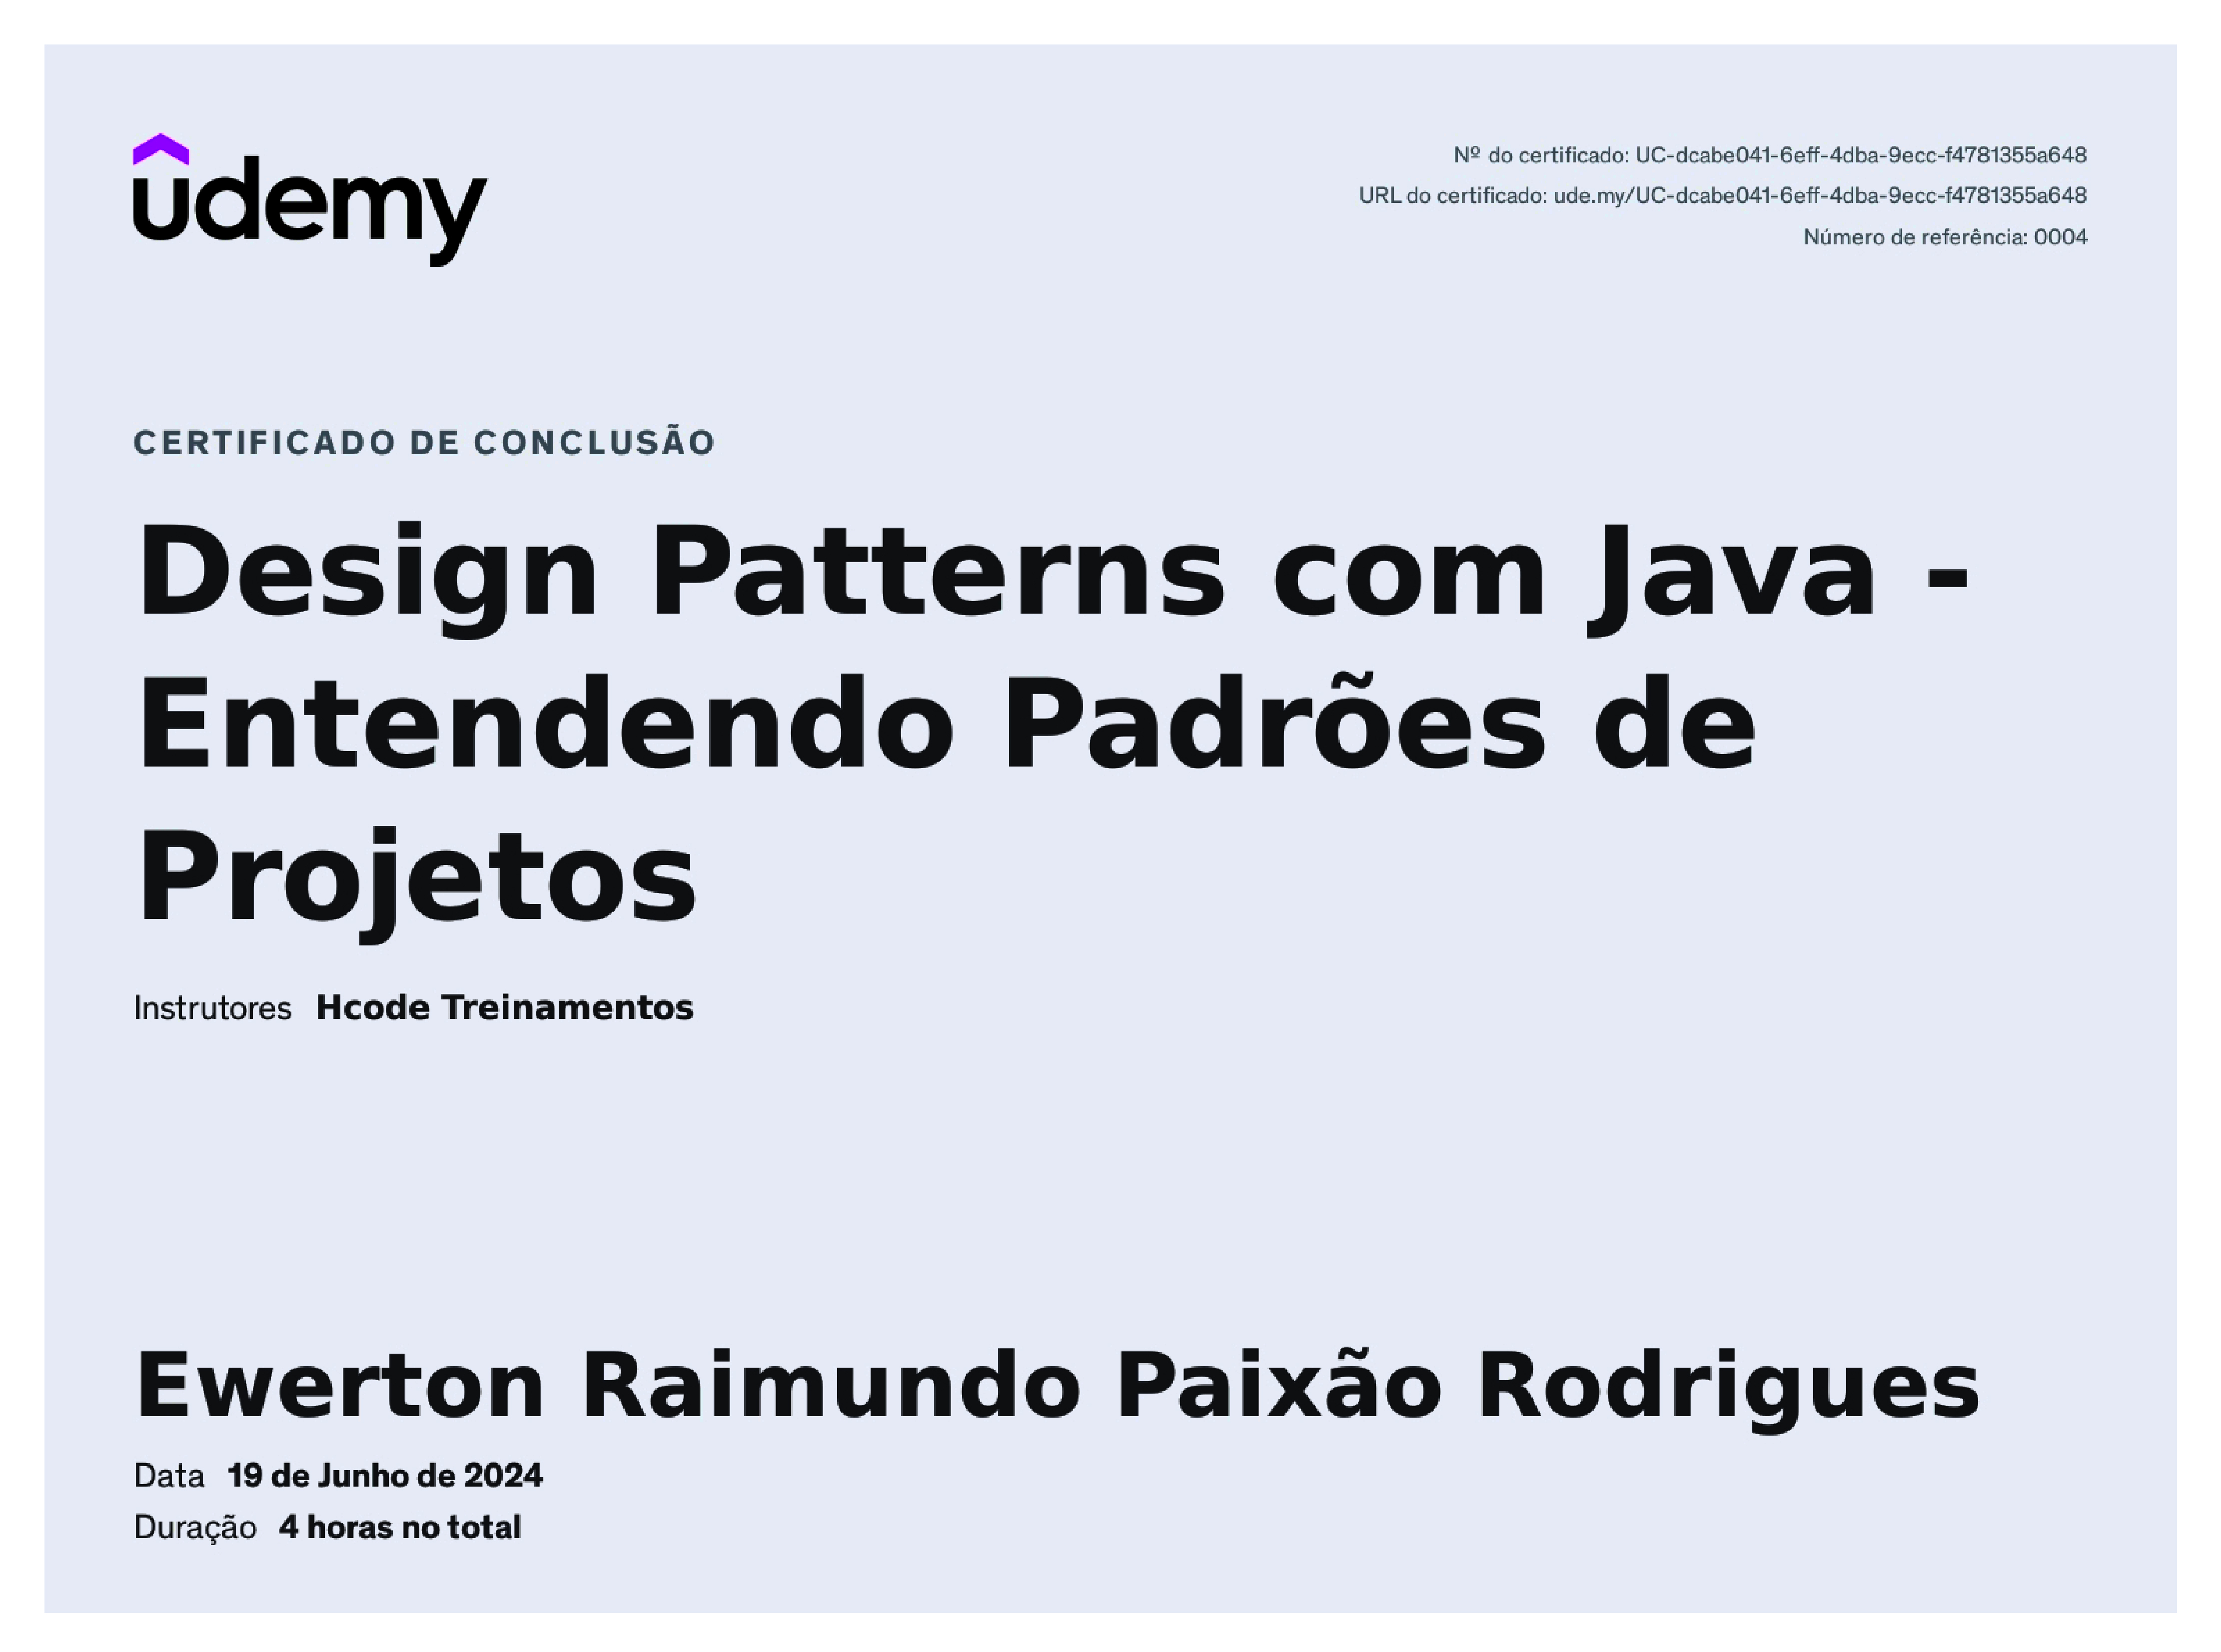 udemy
Nº do certificado: UC-dcabe041-6eff-4dba-9ecc-f4781355a648
URL do certificado: ude.my/UC-dcabe041-6eff-4dba-9ecc-f4781355a648
Número de referência: 0004
CERTIFICADO DE CONCLUSÃO
Design Patterns com Java -
Entendendo Padrões de
Projetos
Instrutores Hcode Treinamentos
Ewerton Raimundo Paixão Rodrigues
Data 19 de Junho de 2024
Duração 4 horas no total